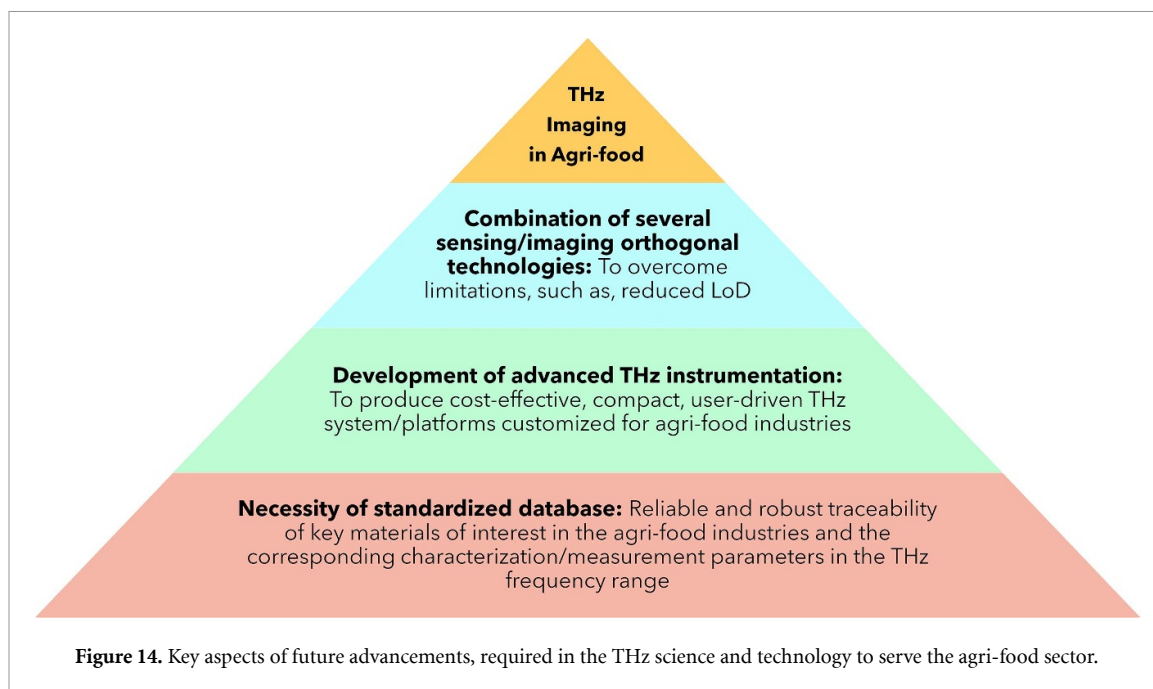 THz
Imaging
in Agri-food
Combination of several
sensing/imaging orthogonal
technologies: To overcome
limitations, such as, reduced LoD
Development of advanced THz instrumentation:
To produce cost-effective, compact, user-driven THz
system/platforms customized for agri-food industries
Necessity of standardized database: Reliable and robust traceability
of key materials of interest in the agri-food industries and the
corresponding characterization/measurement parameters in the THz
frequency range
Figure 14. Key aspects of future advancements, required in the THz science and technology to serve the agri-food sector.